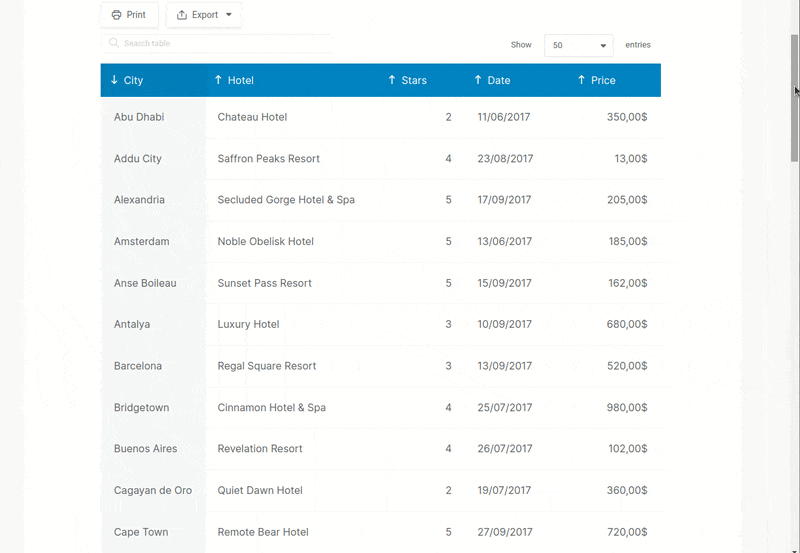 Print Export
Search table Show 50 entries
City Hotel Stars Date Price
Abu Dhabi Chateau Hotel 2 11/06/2017 350,00$
Addu City Saffron Peaks Resort 4 23/08/2017 13,00$
Alexandria Secluded Gorge Hotel & Spa 5 17/09/2017 205,00$
Amsterdam Noble Obelisk Hotel 5 13/06/2017 185,00$
Anse Boileau Sunset Pass Resort 5 15/09/2017 162,00$
Antalya Luxury Hotel 3 10/09/2017 680,00$
Barcelona Regal Square Resort 3 13/09/2017 520,00$
Bridgetown Cinnamon Hotel & Spa 4 25/07/2017 980,00$
Buenos Aires Revelation Resort 4 26/07/2017 102,00$
Cagayan de Oro Quiet Dawn Hotel 2 19/07/2017 360,00$
Cape Town Remote Bear Hotel 5 27/09/2017 720,00$